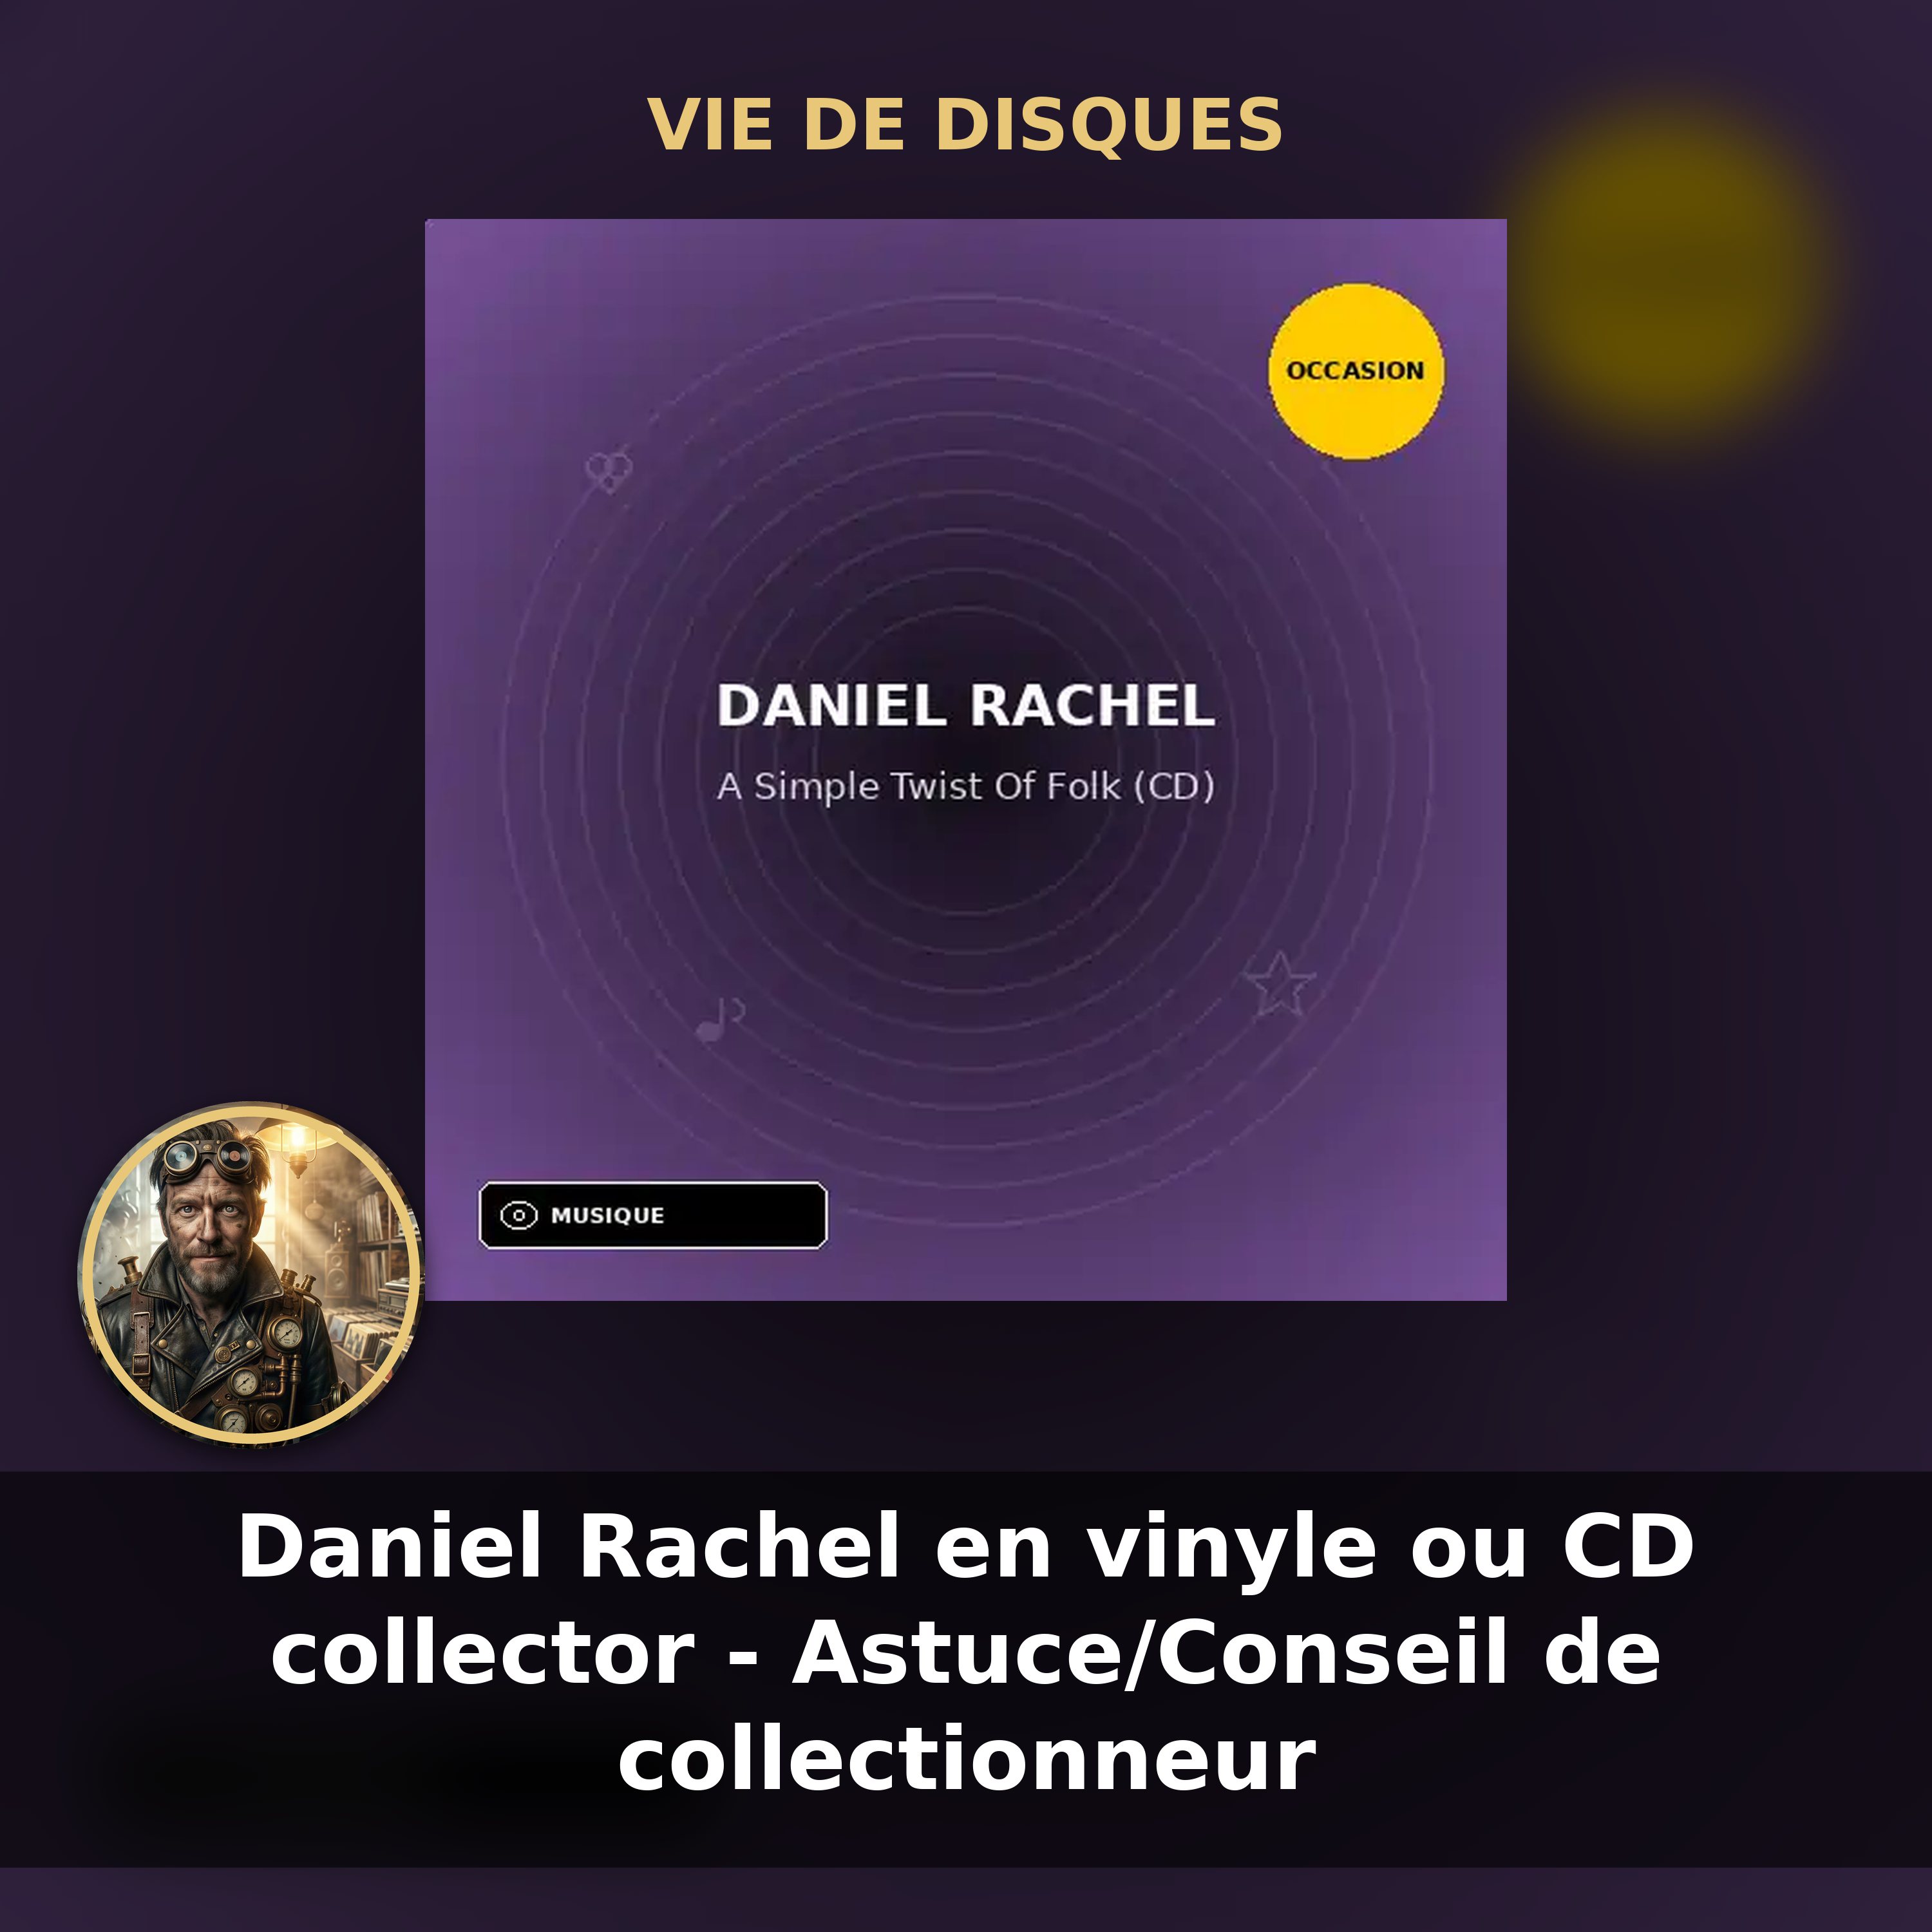 VIE DE DISQUES
OCCASION
DANIEL RACHEL
A Simple Twist Of Folk (CD)
MUSIQUE
Daniel Rachel en vinyle ou CD
collector - Astuce/Conseil de
collectionneur